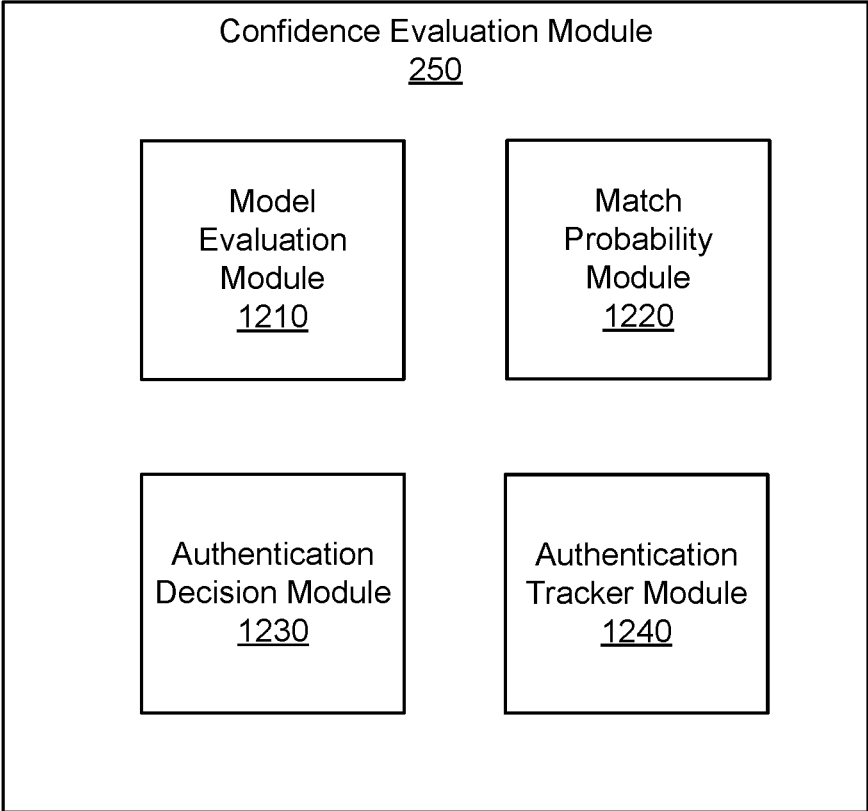 Confidence Evaluation Module
250
Model
Evaluation
Module
1210
Match
Probability
Module
1220
Authentication
Decision Module
1230
Authentication
Tracker Module
1240